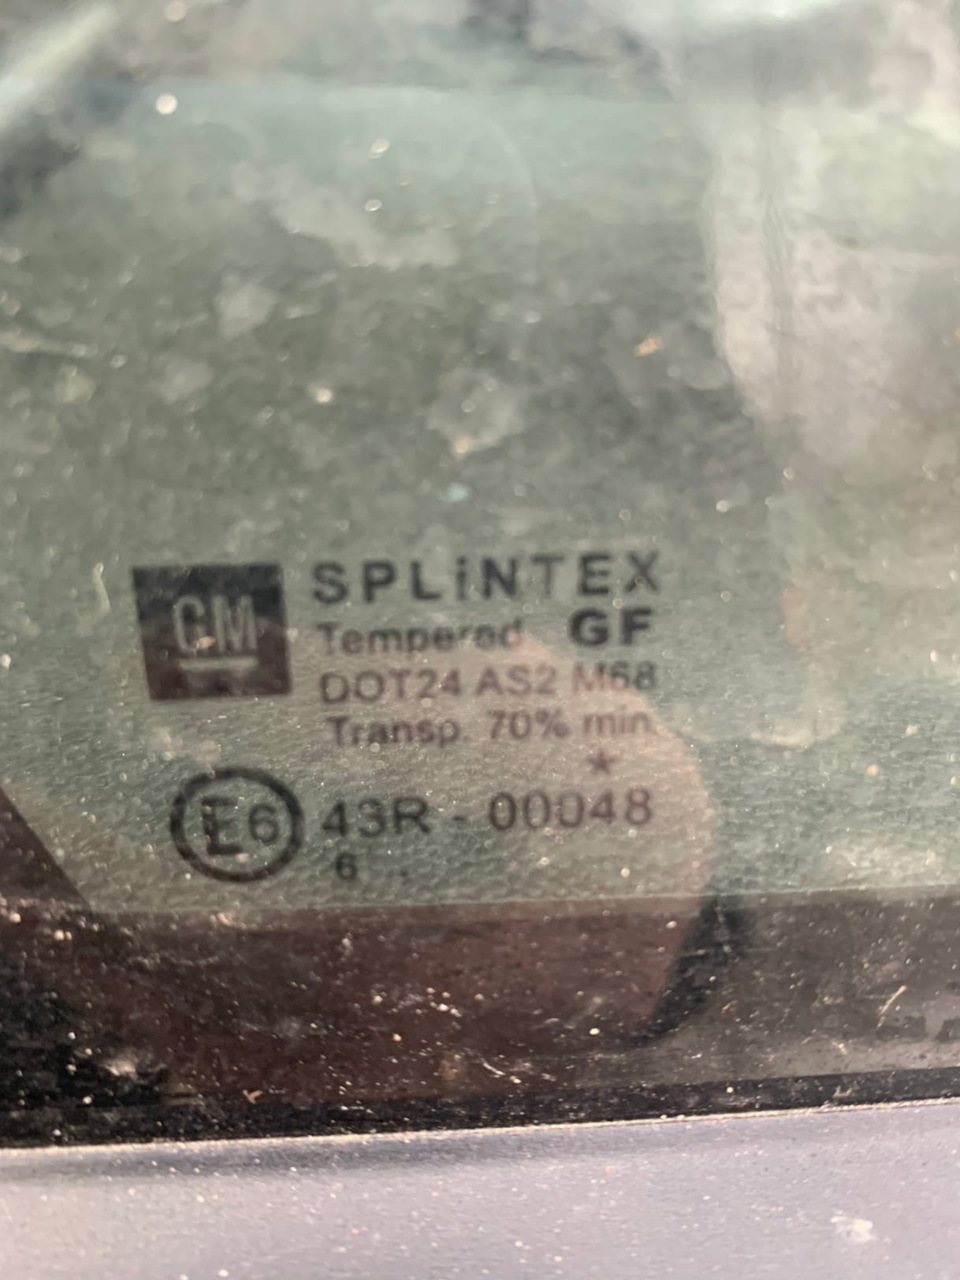 GM
SPLiNTEX
Tempered GF
DOT24 AS2 M68
Transp. 70% min
*
E6 43R - 00048
6 .